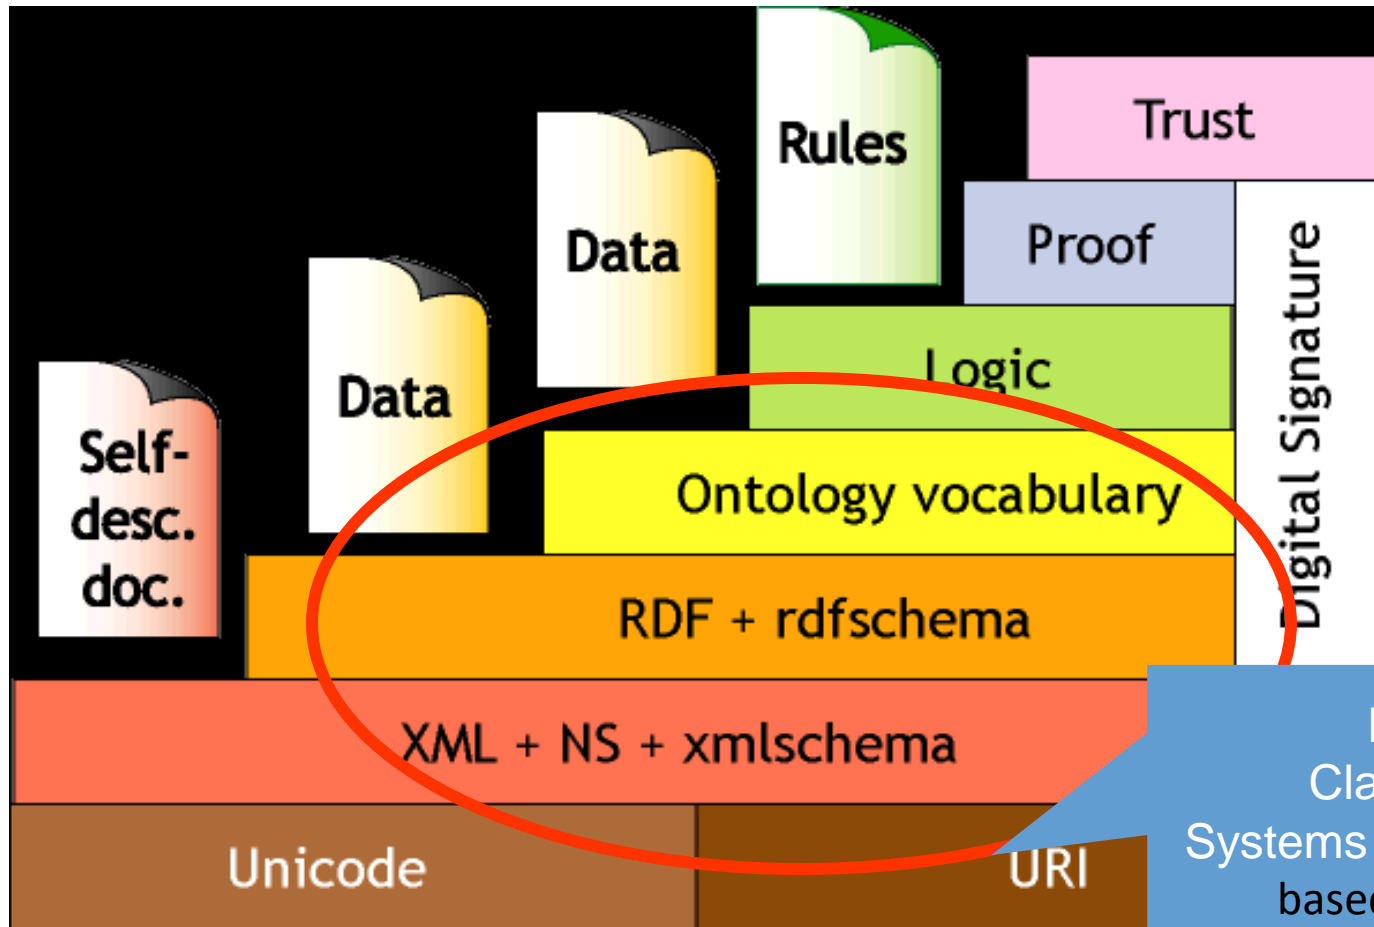 Rules
Trust
Data
Proof
Data
Logic
Self-
desc.
doc.
Ontology vocabulary
Digital Signature
RDF + rdfschema
XML + NS + xmlschema
Systems
Unicode
URI